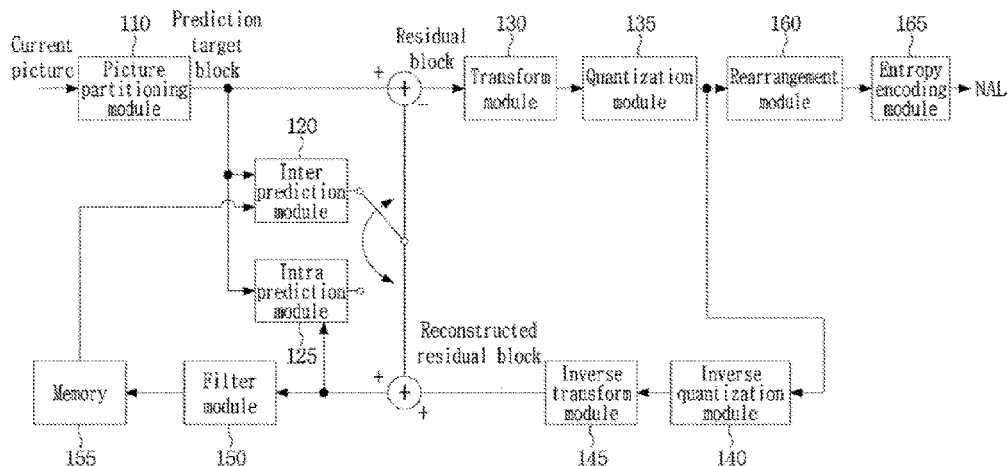 110
Current
picture
Picture
partitioning
module
Prediction
target
block
+
+
−
Residual
block
130
Transform
module
135
Quantization
module
160
Rearrangement
module
165
Entropy
encoding
module
NAL
120
Inter
prediction
module
Intra
prediction
module
125
Memory
155
Filter
module
150
+
+
+
Reconstructed
residual block
Inverse
transform
module
145
Inverse
quantization
module
140